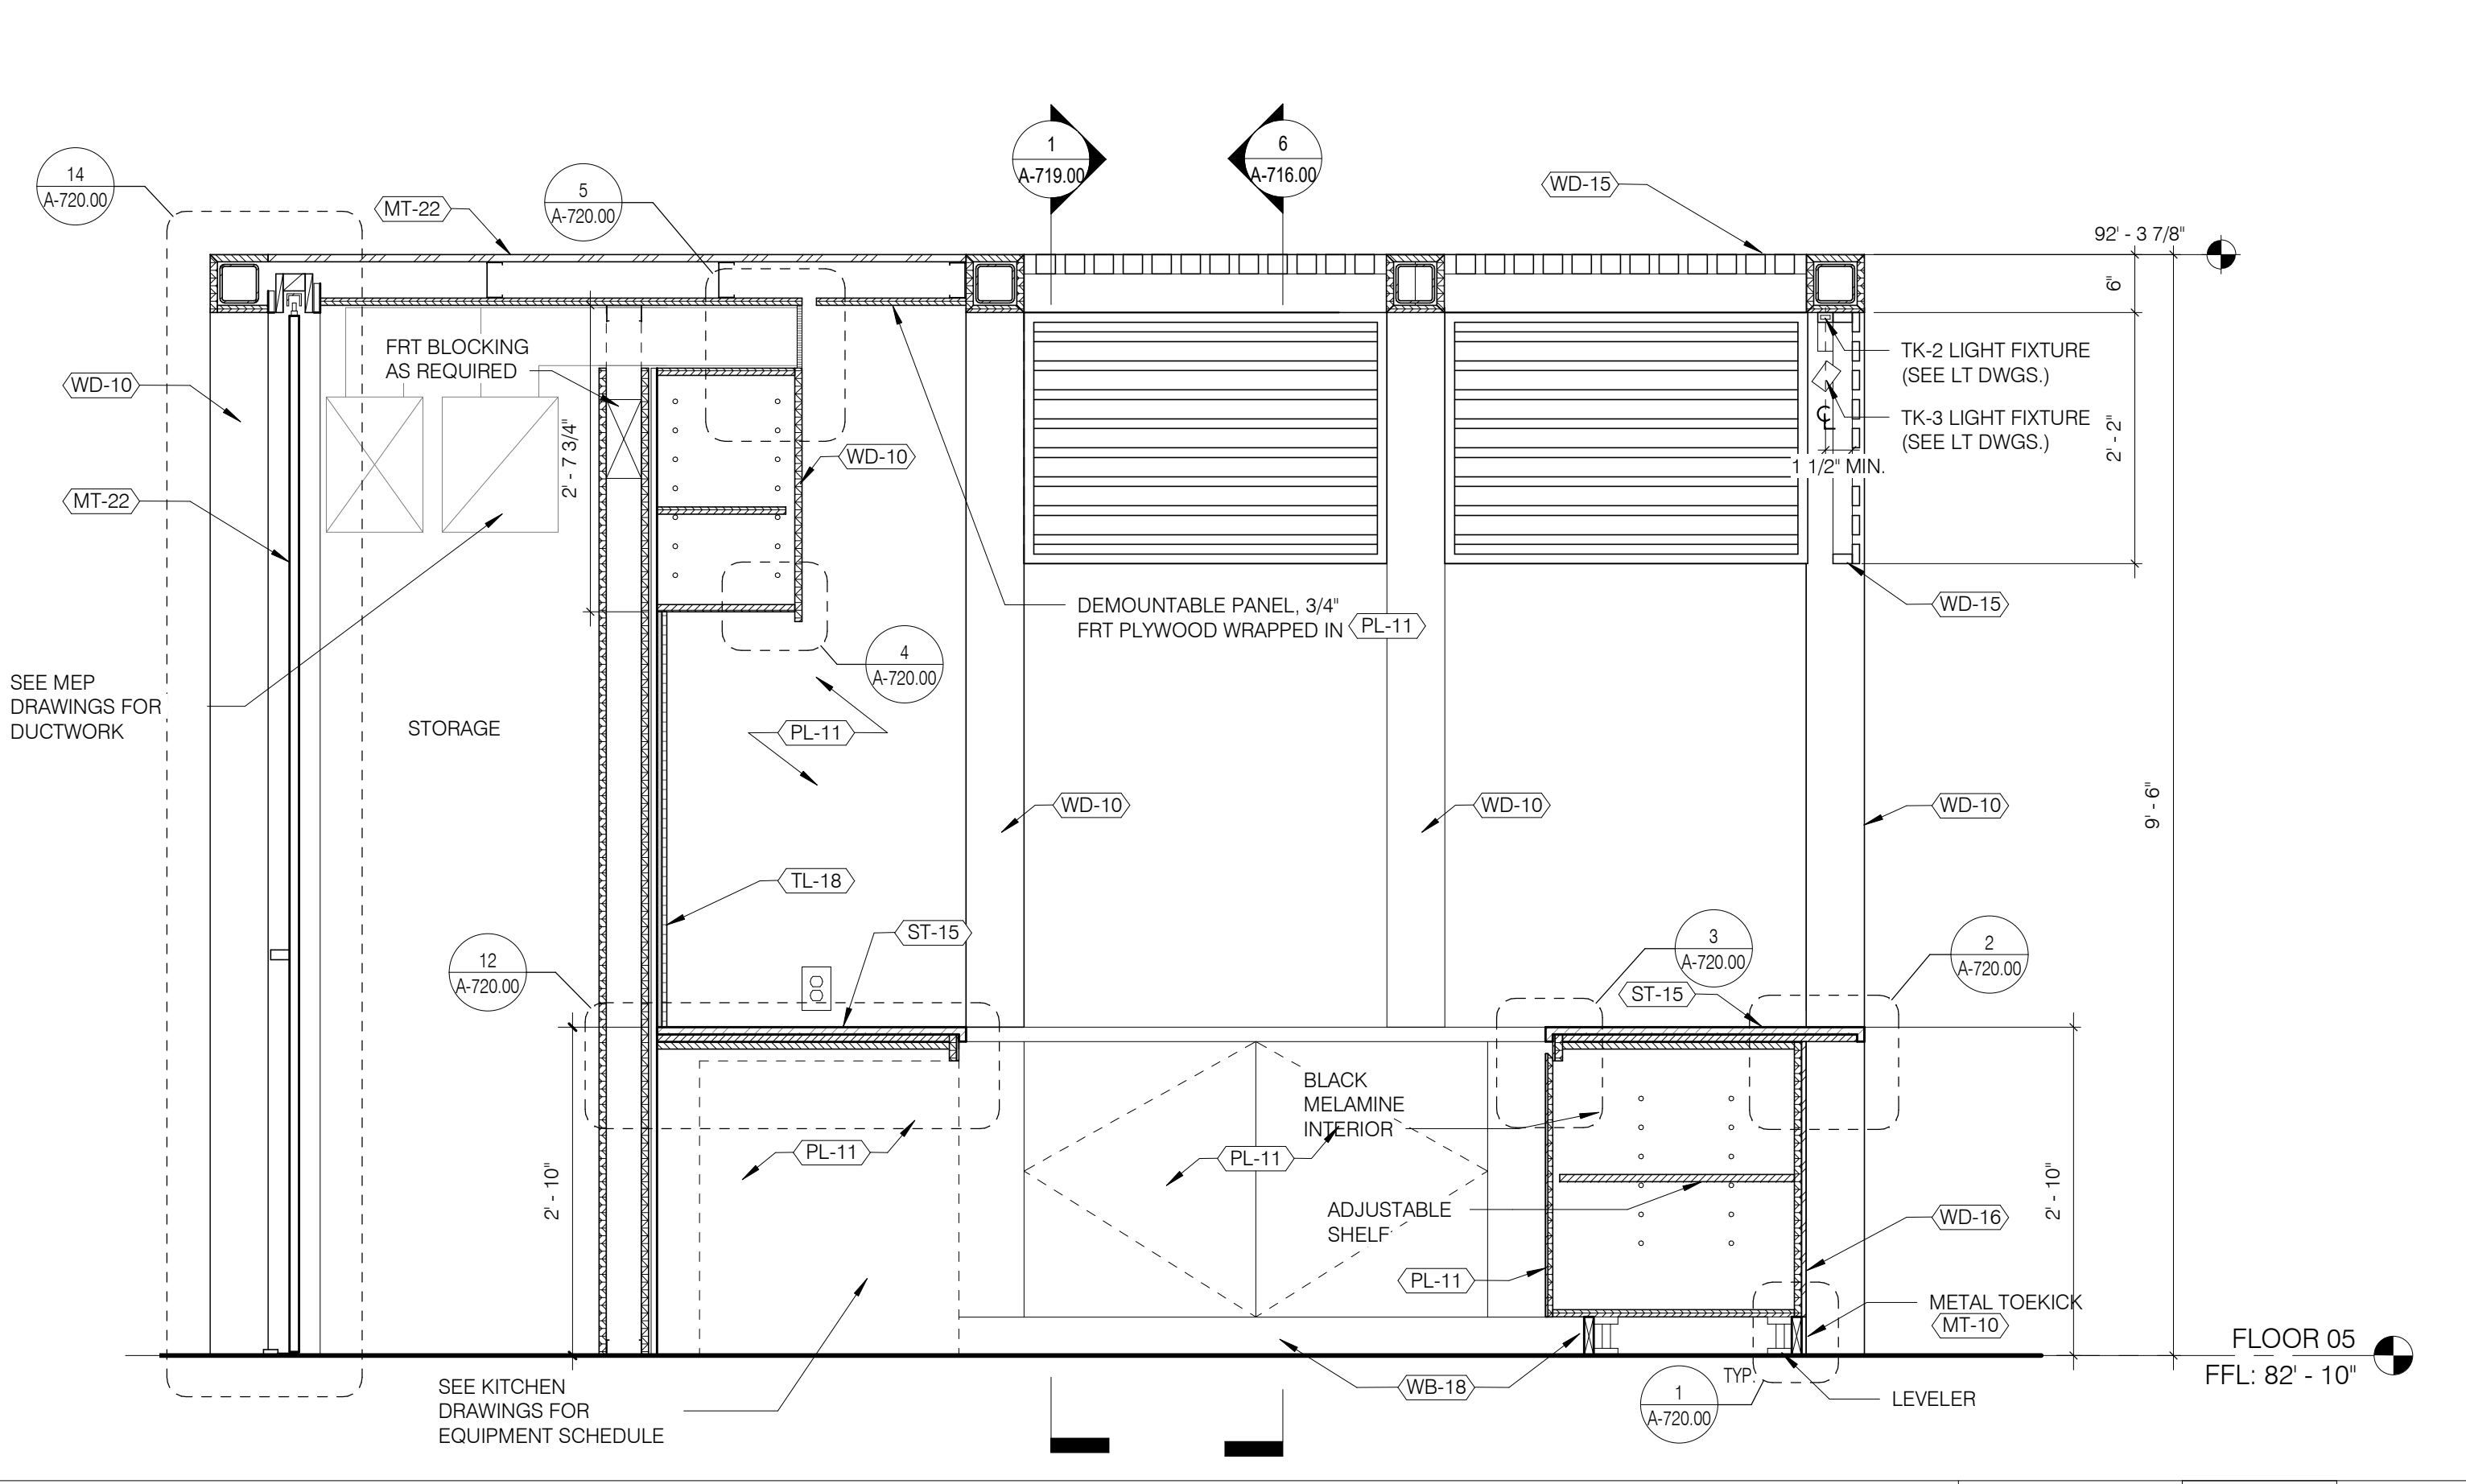 1
A-719.00
6
A-716.00
14
A-720.00
MT-22
5
A-720.00
WD-15
92' - 3 7/8"
6"
FRT BLOCKING
AS REQUIRED
TK-2 LIGHT FIXTURE
(SEE LT DWGS.)
WD-10
TK-3 LIGHT FIXTURE
(SEE LT DWGS.)
2' - 7 3/4"
WD-10
2' - 2"
CL
1 1/2" MIN.
MT-22
DEMOUNTABLE PANEL, 3/4"
FRT PLYWOOD WRAPPED IN PL-11
WD-15
4
A-720.00
SEE MEP
DRAWINGS FOR
DUCTWORK
STORAGE
PL-11
WD-10
WD-10
WD-10
9' - 6"
TL-18
ST-15
12
A-720.00
3
A-720.00
2
A-720.00
ST-15
BLACK
MELAMINE
INTERIOR
PL-11
PL-11
2' - 10"
2' - 10"
ADJUSTABLE
SHELF
WD-16
PL-11
METAL TOEKICK
MT-10
FLOOR 05
FFL: 82' - 10"
SEE KITCHEN
DRAWINGS FOR
EQUIPMENT SCHEDULE
WB-18
TYP.
1
A-720.00
LEVELER